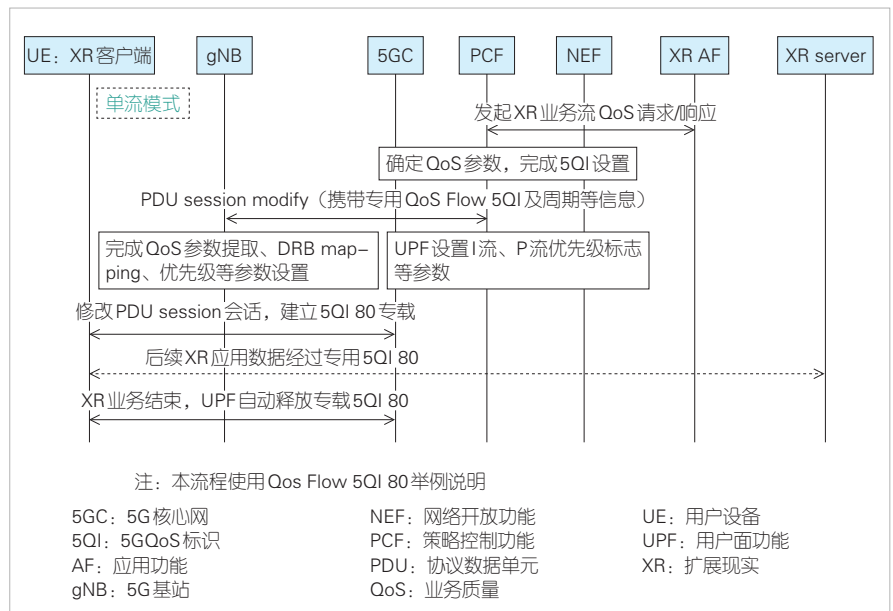 UE：XR客户端 gNB 5GC PCF NEF XR AF XR server
单流模式
发起XR业务流QoS请求/响应
确定QoS参数，完成5QI设置
PDU session modify（携带专用QoS Flow 5QI及周期等信息）
完成QoS参数提取、DRB map-
ping、优先级等参数设置
UPF设置I流、P流优先级标志
等参数
修改PDU session会话，建立5QI 80专载
后续XR应用数据经过专用5QI 80
XR业务结束，UPF自动释放专载5QI 80
注：本流程使用Qos Flow 5QI 80举例说明
5GC：5G核心网 NEF：网络开放功能 UE：用户设备
5QI：5GQoS标识 PCF：策略控制功能 UPF：用户面功能
AF：应用功能 PDU：协议数据单元 XR：扩展现实
gNB：5G基站 QoS：业务质量